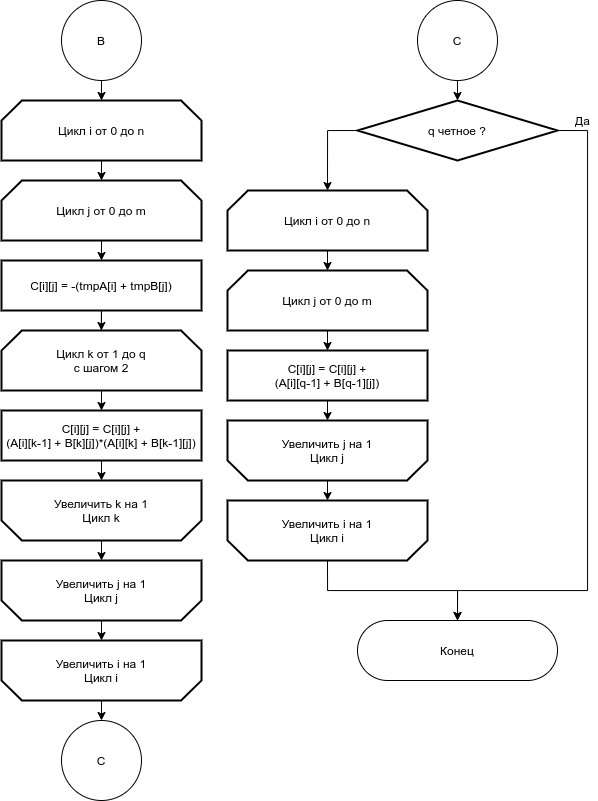 B
Цикл i от 0 до n
Цикл j от 0 до m
C[i][j] = -(tmpA[i] + tmpB[j])
Цикл k от 1 до q
с шагом 2
C[i][j] = C[i][j] +
(A[i][k-1] + B[k][j])*(A[i][k] + B[k-1][j])
Увеличить k на 1
Цикл k
Увеличить j на 1
Цикл j
Увеличить i на 1
Цикл i
C
C
q четное ?
Да
Цикл i от 0 до n
Цикл j от 0 до m
C[i][j] = C[i][j] +
(A[i][q-1] + B[q-1][j])
Увеличить j на 1
Цикл j
Увеличить i на 1
Цикл i
Конец